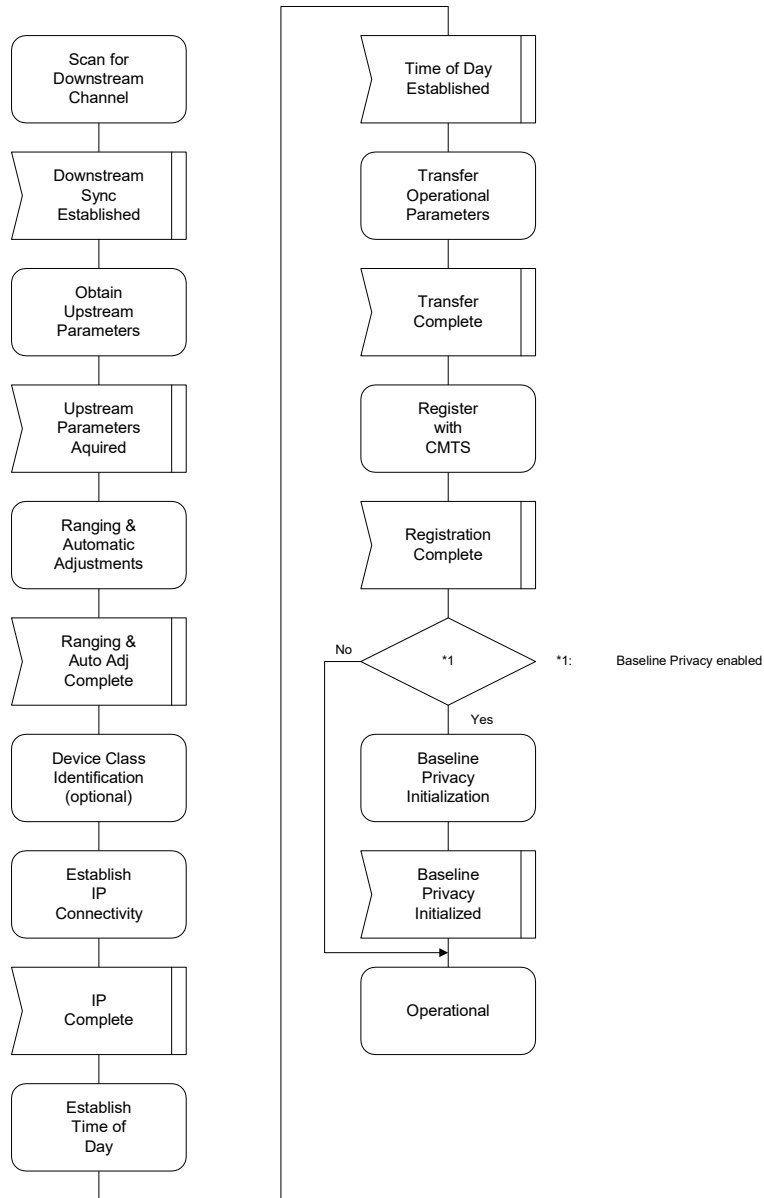 Scan for
Downstream
Channel
Downstream
Sync
Established
Obtain
Upstream
Parameters
Upstream
Parameters
Aquired
Ranging &
Automatic
Adjustments
Ranging &
Auto Adj
Complete
Device Class
Identification
(optional)
Establish
IP
Connectivity
IP
Complete
Establish
Time of
Day
Time of Day
Established
Transfer
Operational
Parameters
Transfer
Complete
Register
with
CMTS
Registration
Complete
No
*1
*1: Baseline Privacy enabled
Yes
Baseline
Privacy
Initialization
Baseline
Privacy
Initialized
Operational